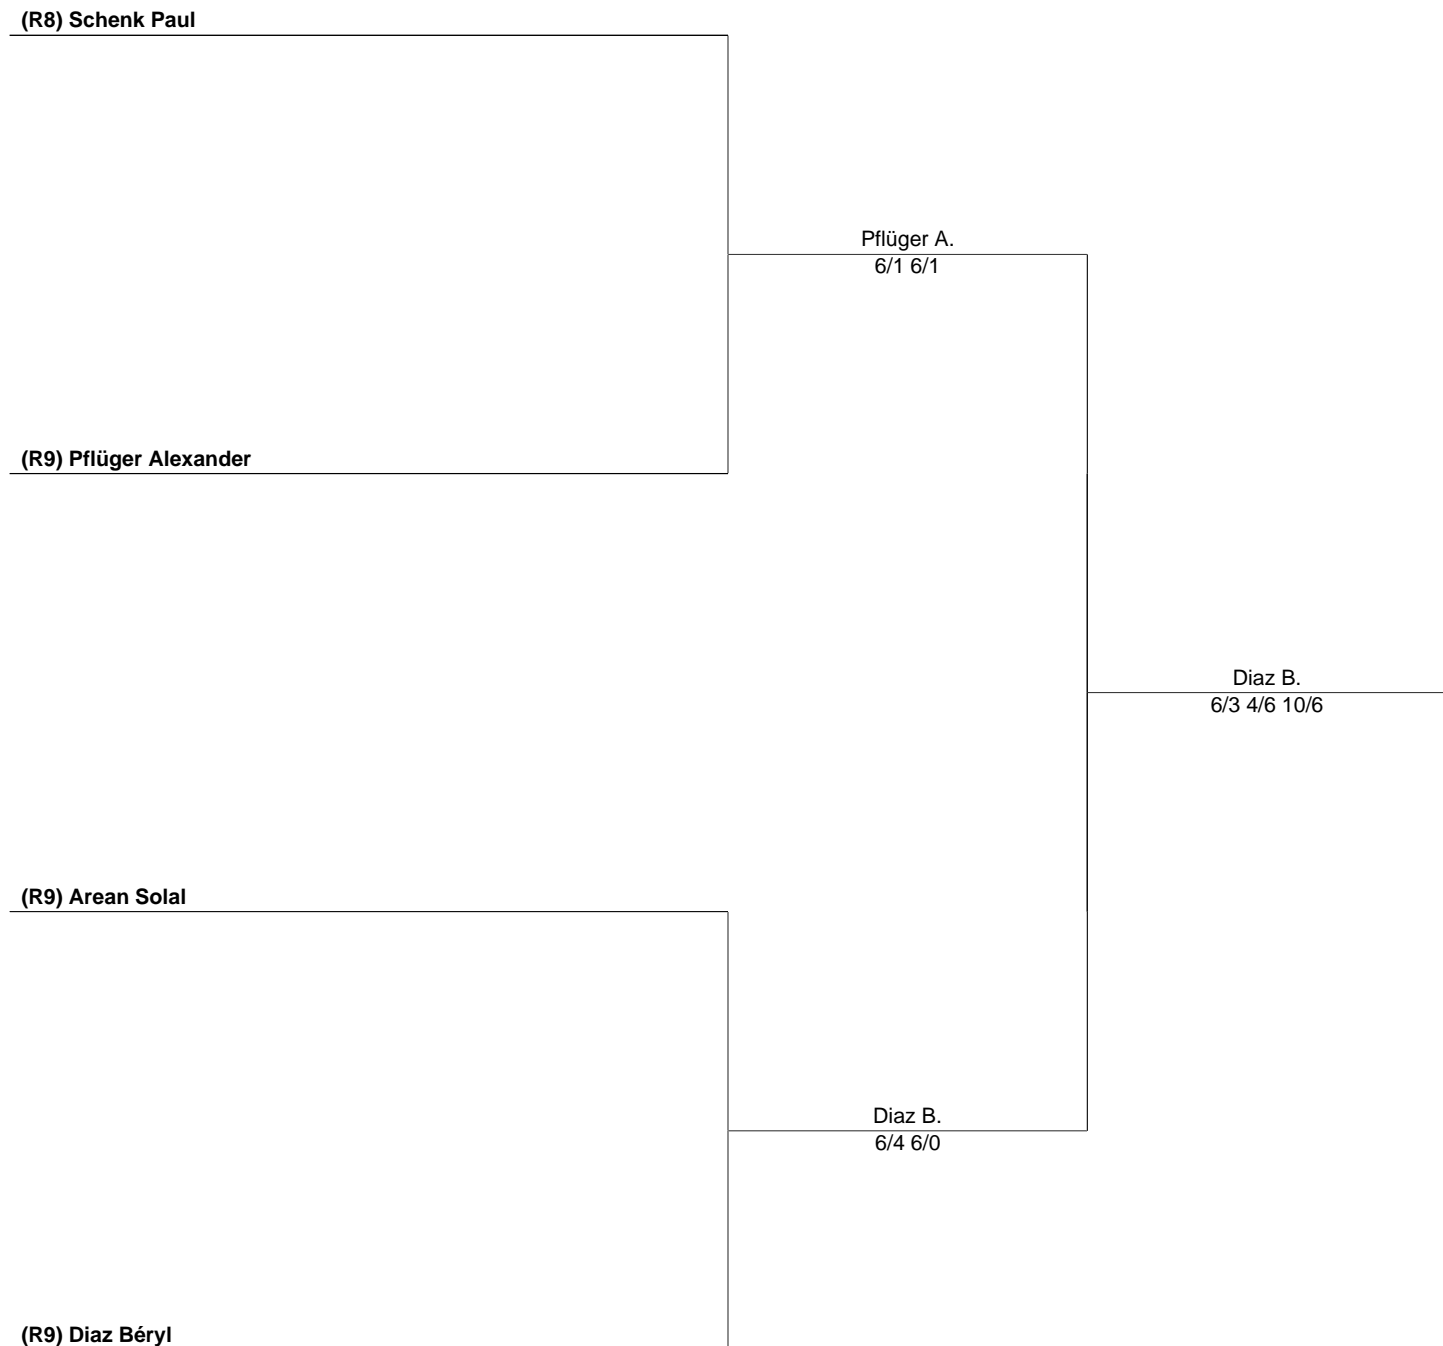 (R8) Schenk Paul
Pflüger A.
6/1 6/1
(R9) Pflüger Alexander
Diaz B.
6/3 4/6 10/6
(R9) Arean Solal
Diaz B.
6/4 6/0
(R9) Diaz Béryl